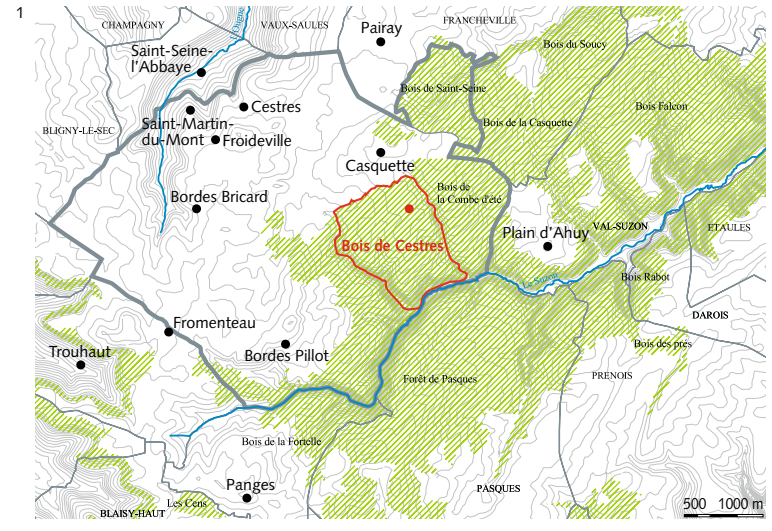 1
CHAMPAGNY
L'Oignе
VAUX-SAULES
Pairay
FRANCHEVILLE
Saint-Seine-
l'Abbaye
Bois du Soucy
Bois de Saint-Seine
Cestres
Bois Falcon
Saint-Martin-
du-Mont
Froideville
Bois de la Casquette
BLIGNY-LE-SEC
Casquette
Bordes Bricard
Bois de
la Combe d'été
Bois de Cestres
Plain d'Ahuy
VAL-SUZON
ETAULES
Le Suzon
Bois Rabot
Fromenteau
DAROIS
Trouhaut
Bordes Pillot
Bois des prés
Forêt de Pasques
PRENOIS
Bois de la Fortelle
Panges
PASQUES
Les Cens
BLAISY-HAUT
500 1000 m